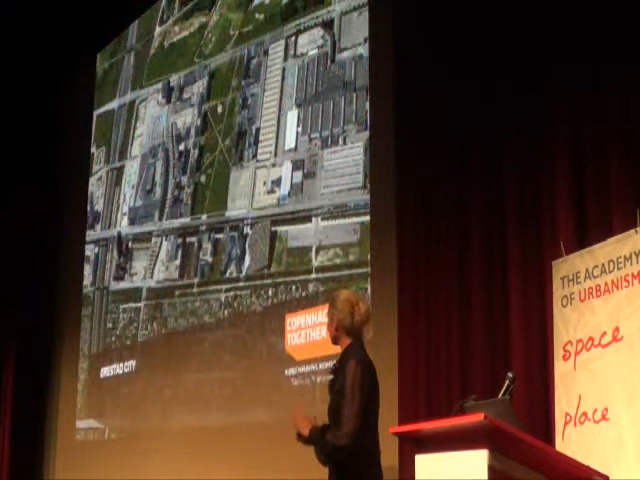 ØRESTAD CITY
COPENHAG
TOGETHER
THE ACADEMY
OF URBANISM
space
place